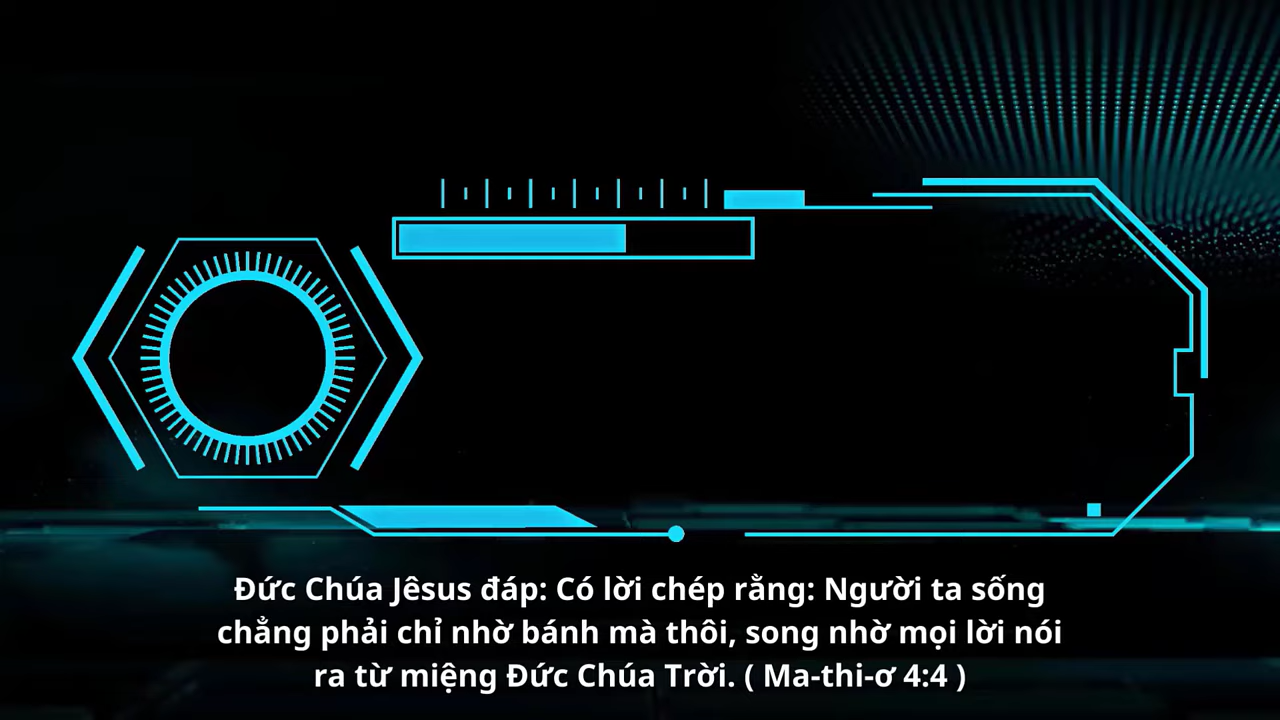 Đức Chúa Jêsus đáp: Có lời chép rằng: Người ta sống
chẳng phải chỉ nhờ bánh mà thôi, song nhờ mọi lời nói
ra từ miệng Đức Chúa Trời. ( Ma-thi-ơ 4:4 )